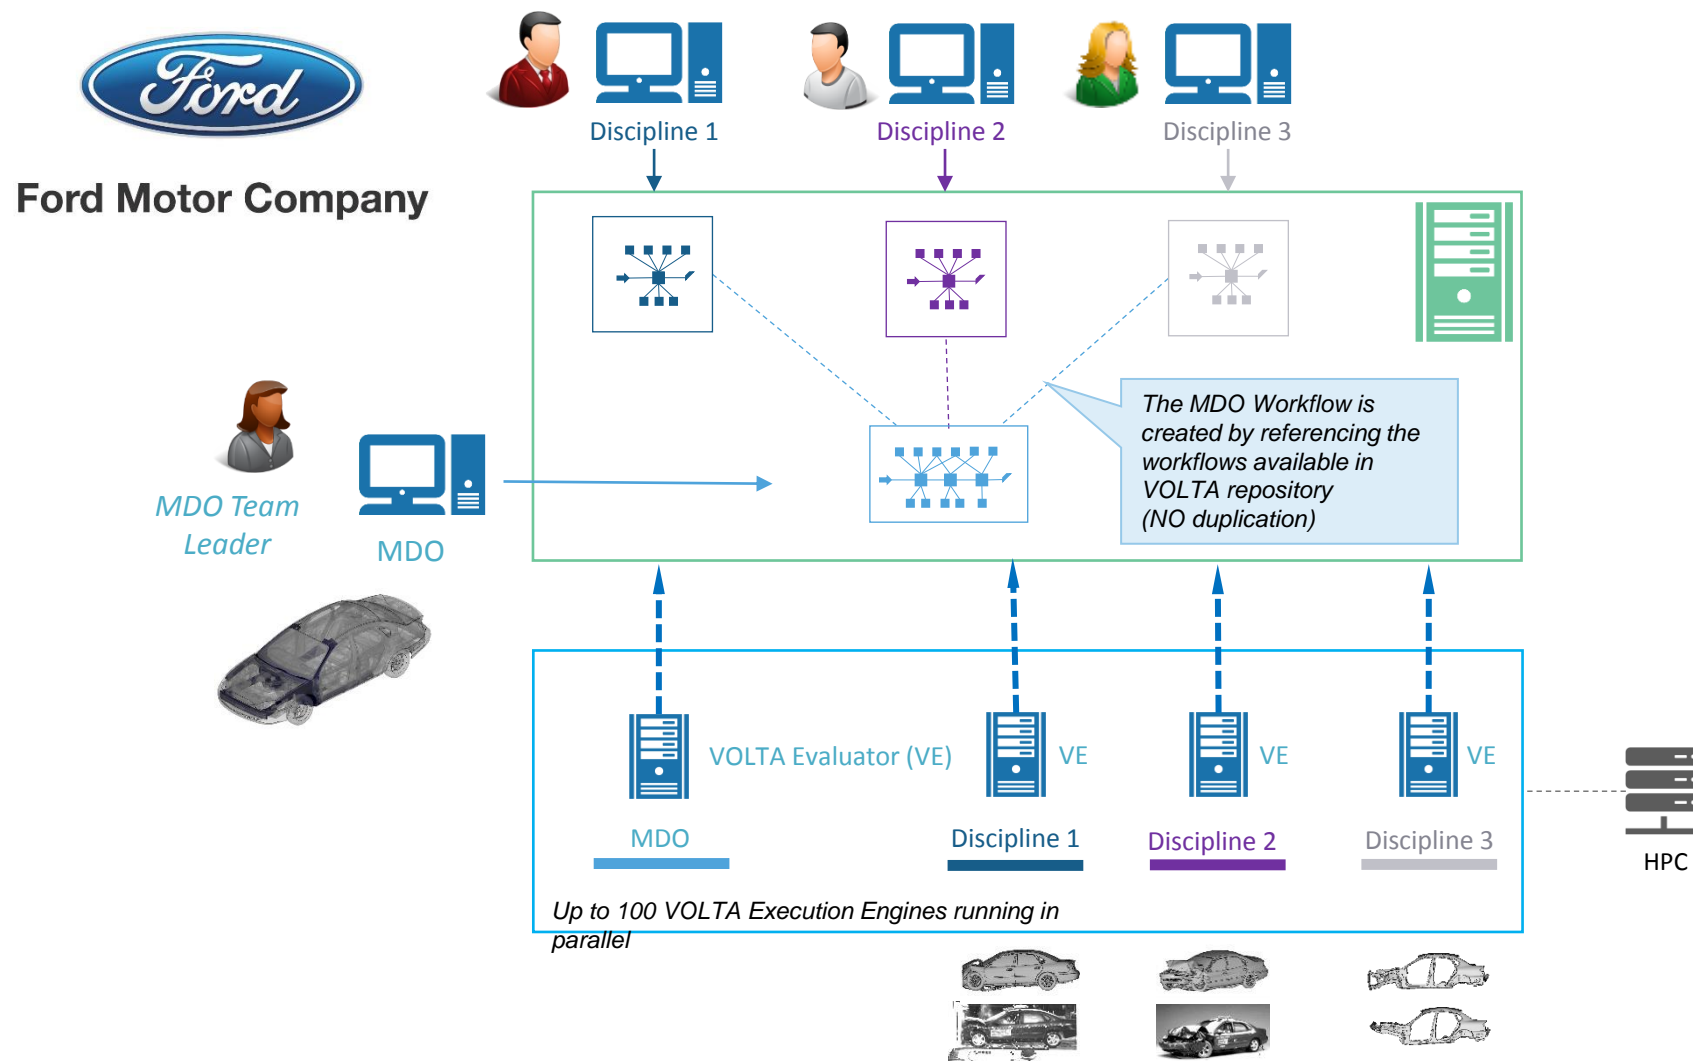 Ford
Ford Motor Company
Discipline 1
Discipline 2
Discipline 3
The MDO Workflow is
created by referencing the
workflows available in
VOLTA repository
(NO duplication)
MDO Team
Leader
MDO
VOLTA Evaluator (VE)
VE
VE
VE
MDO
Discipline 1
Discipline 2
Discipline 3
HPC
Up to 100 VOLTA Execution Engines running in
parallel